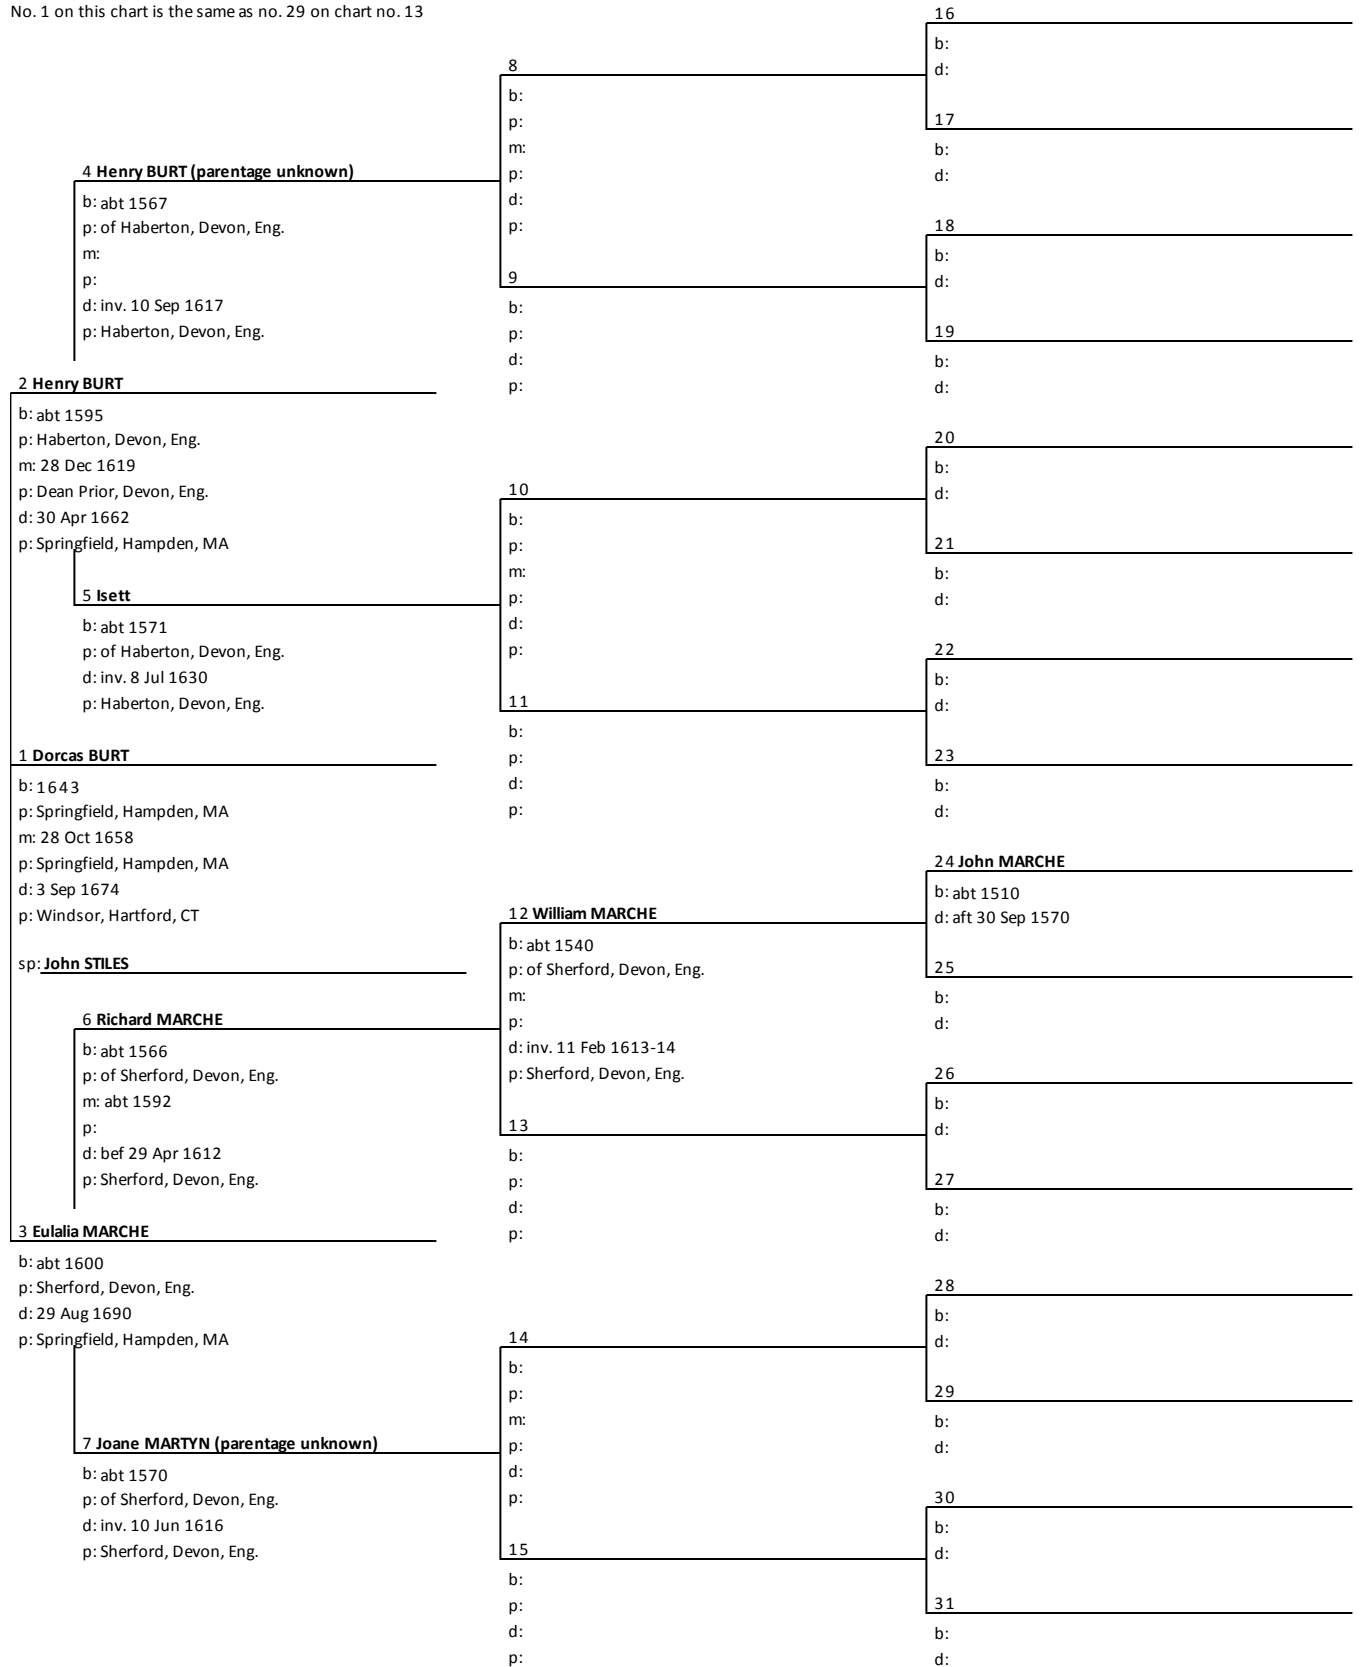 No. 1 on this chart is the same as no. 29 on chart no. 13
4 Henry BURT (parentage unknown)
b: abt 1567
p: of Haberton, Devon, Eng.
m:
p:
d: inv. 10 Sep 1617
p: Haberton, Devon, Eng.
2 Henry BURT
b: abt 1595
p: Haberton, Devon, Eng.
m: 28 Dec 1619
p: Dean Prior, Devon, Eng.
d: 30 Apr 1662
p: Springfield, Hampden, MA
5 Isett
b: abt 1571
p: of Haberton, Devon, Eng.
d: inv. 8 Jul 1630
p: Haberton, Devon, Eng.
1 Dorcas BURT
b: 1643
p: Springfield, Hampden, MA
m: 28 Oct 1658
p: Springfield, Hampden, MA
d: 3 Sep 1674
p: Windsor, Hartford, CT
sp: John STILES
6 Richard MARCHE
b: abt 1566
p: of Sherford, Devon, Eng.
m: abt 1592
p:
d: bef 29 Apr 1612
p: Sherford, Devon, Eng.
3 Eulalia MARCHE
b: abt 1600
p: Sherford, Devon, Eng.
d: 29 Aug 1690
p: Springfield, Hampden, MA
7 Joane MARTYN (parentage unknown)
b: abt 1570
p: of Sherford, Devon, Eng.
d: inv. 10 Jun 1616
p: Sherford, Devon, Eng.
8
b:
p:
m:
p:
d:
p:
9
b:
p:
d:
p:
10
b:
p:
m:
p:
d:
p:
11
b:
p:
d:
p:
12 William MARCHE
b: abt 1540
p: of Sherford, Devon, Eng.
m:
p:
d: inv. 11 Feb 1613-14
p: Sherford, Devon, Eng.
13
b:
p:
d:
p:
14
b:
p:
m:
p:
d:
p:
15
b:
p:
d:
p:
16
b:
d:
17
b:
d:
18
b:
d:
19
b:
d:
20
b:
d:
21
b:
d:
22
b:
d:
23
b:
d:
24 John MARCHE
b: abt 1510
d: aft 30 Sep 1570
25
b:
d:
26
b:
d:
27
b:
d:
28
b:
d:
29
b:
d:
30
b:
d:
31
b:
d: